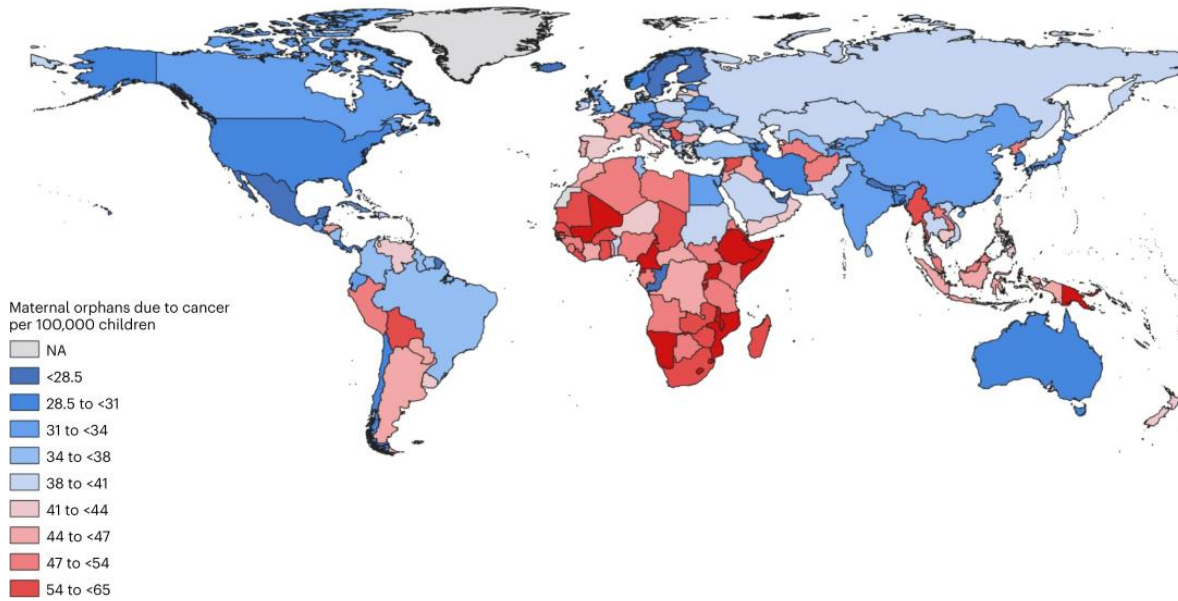 Maternal orphans due to cancer
per 100,000 children
NA
<28.5
28.5 to <31
31 to <34
34 to <38
38 to <41
41 to <44
44 to <47
47 to <54
54 to <65